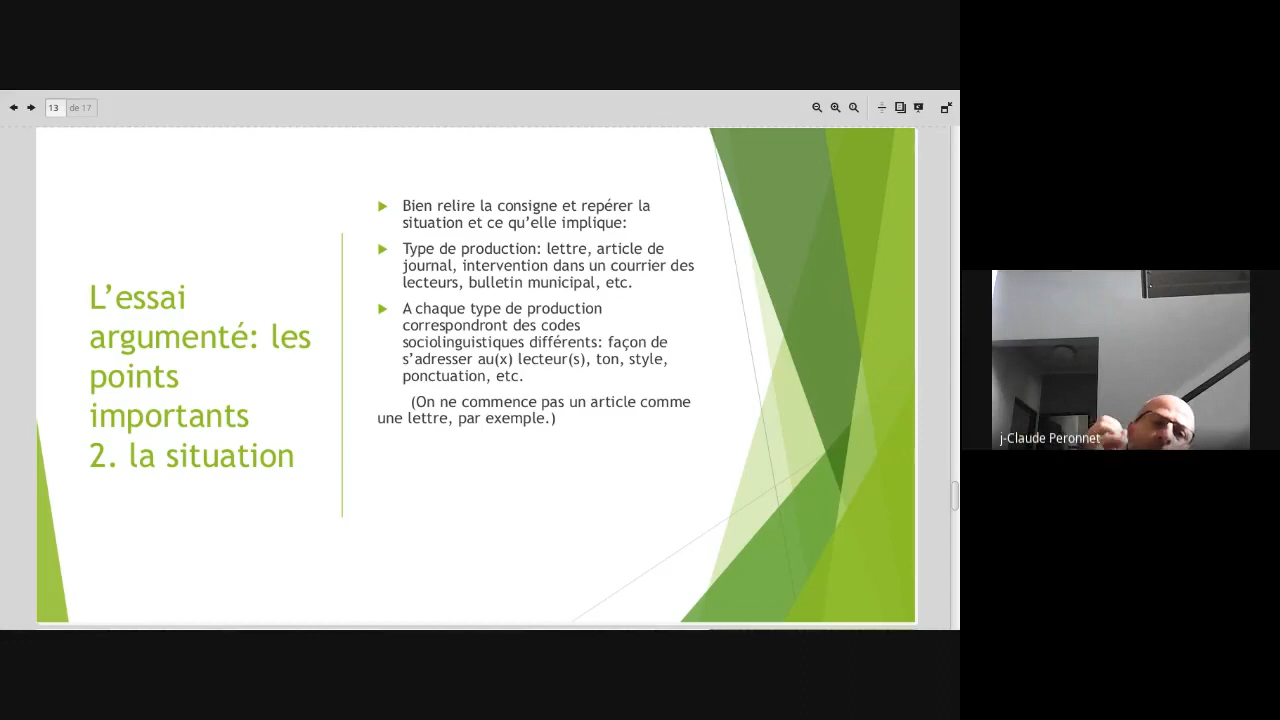 13 de 17
L’essai
argumenté: les
points
importants
2. la situation
Bien relire la consigne et repérer la
situation et ce qu’elle implique:
Type de production: lettre, article de
journal, intervention dans un courrier des
lecteurs, bulletin municipal, etc.
A chaque type de production
correspondront des codes
sociolinguistiques différents: façon de
s’adresser au(x) lecteur(s), ton, style,
ponctuation, etc.
(On ne commence pas un article comme
une lettre, par exemple.)
j-Claude Peronnet